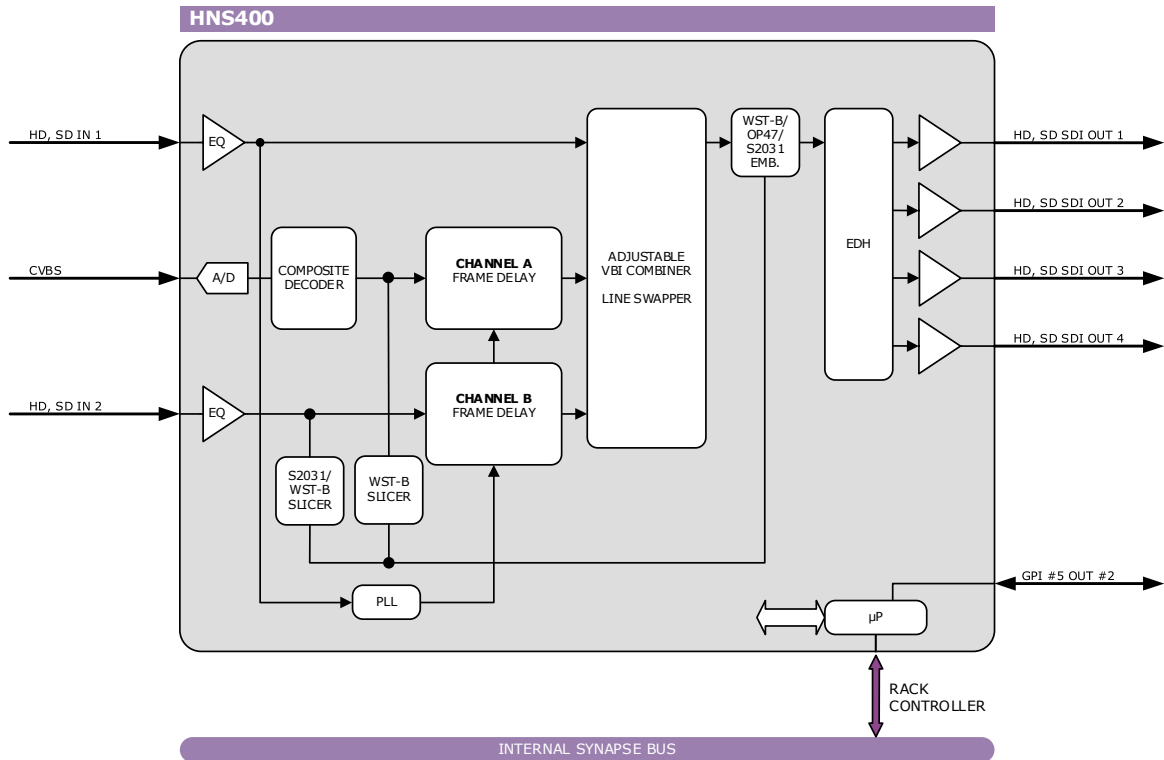 HNS400
HD, SD IN 1
EQ
WST-B/
OP47/
S2031
EMB.
HD, SD SDI OUT 1
HD, SD SDI OUT 2
CVBS
A/D
COMPOSITE
DECODER
CHANNEL A
FRAME DELAY
ADJUSTABLE
VBI COMBINER
LINE SWAPPER
EDH
HD, SD SDI OUT 3
HD, SD SDI OUT 4
HD, SD IN 2
EQ
CHANNEL B
FRAME DELAY
S2031/
WST-B
SLICER
WST-B
SLICER
PLL
GPI #5 OUT #2
µP
RACK
CONTROLLER
INTERNAL SYNAPSE BUS